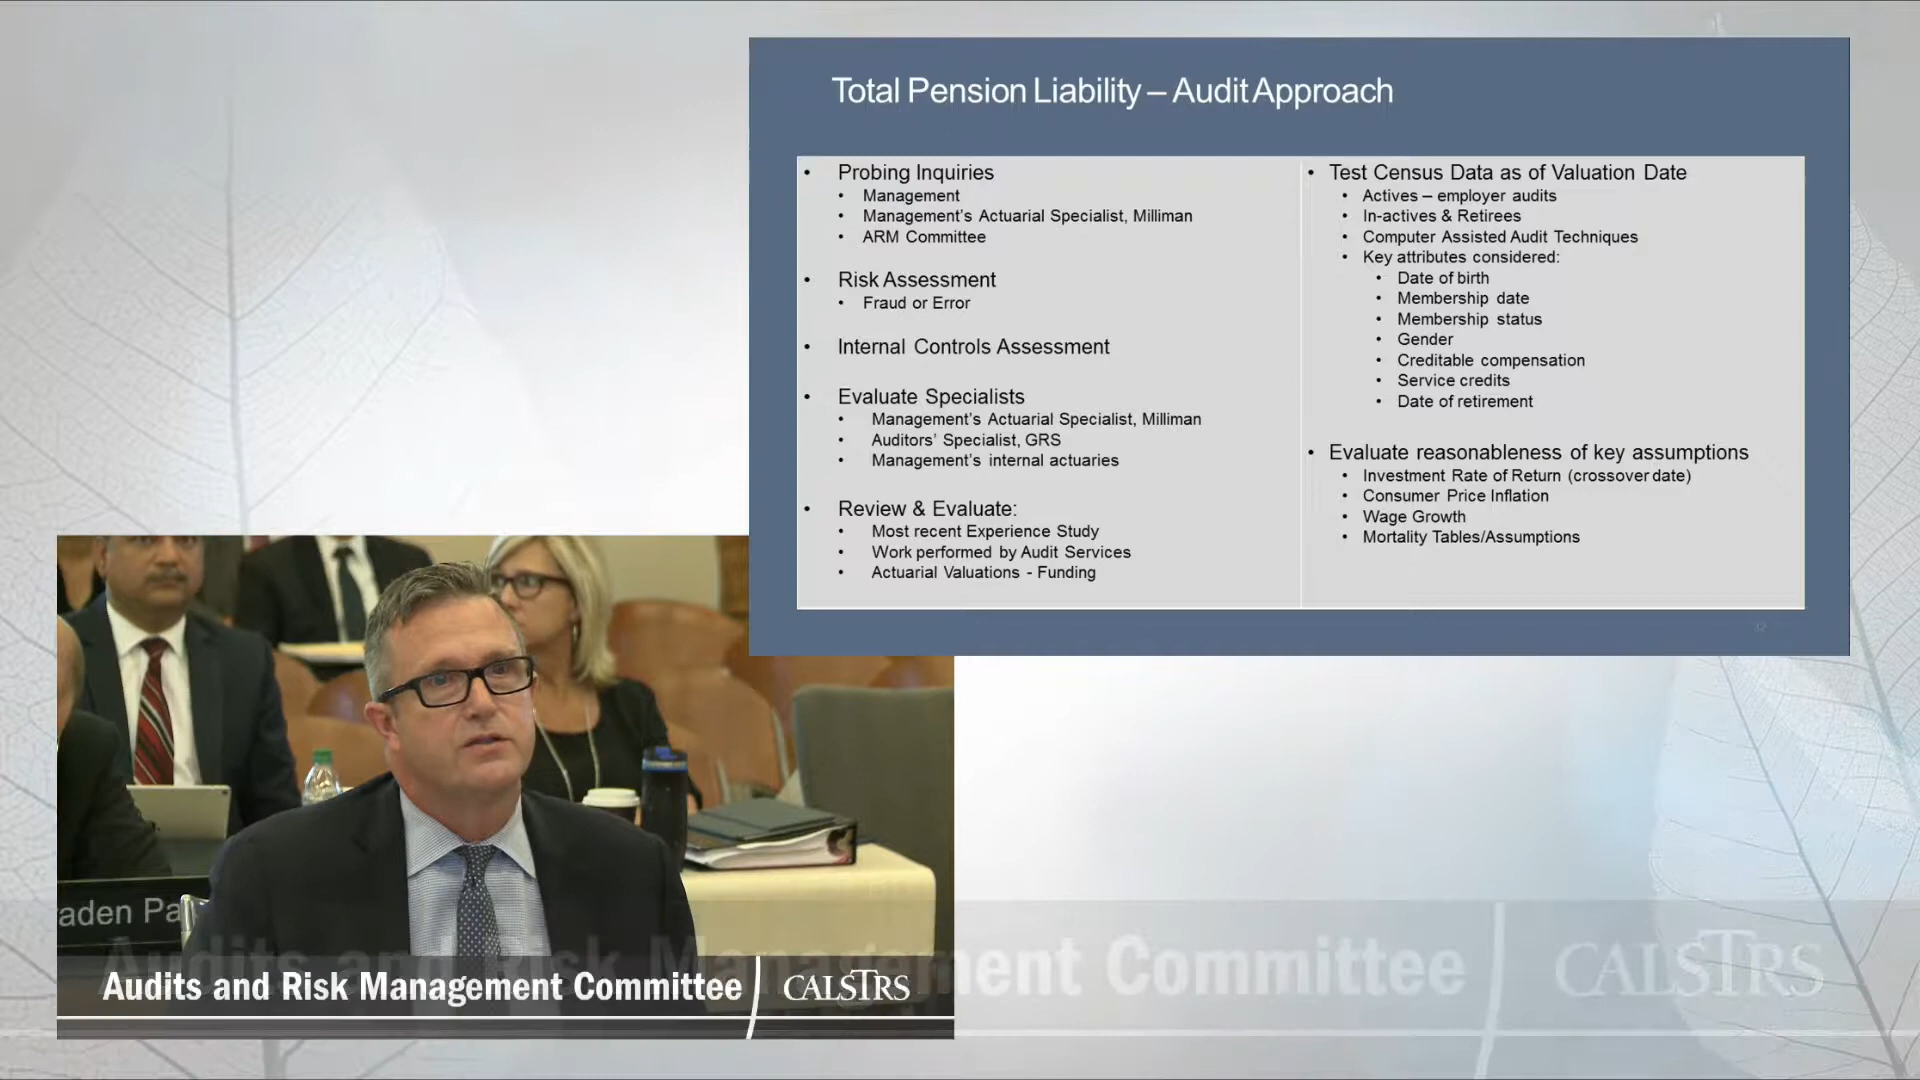 Total Pension Liability – Audit Approach
• Probing Inquiries
• Management
• Management's Actuarial Specialist, Milliman
• ARM Committee
• Risk Assessment
• Fraud or Error
• Internal Controls Assessment
• Evaluate Specialists
• Management's Actuarial Specialist, Milliman
• Auditors' Specialist, GRS
• Management's internal actuaries
• Review & Evaluate:
• Most recent Experience Study
• Work performed by Audit Services
• Actuarial Valuations - Funding
• Test Census Data as of Valuation Date
• Actives – employer audits
• In-actives & Retirees
• Computer Assisted Audit Techniques
• Key attributes considered:
• Date of birth
• Membership date
• Membership status
• Gender
• Creditable compensation
• Service credits
• Date of retirement
• Evaluate reasonableness of key assumptions
• Investment Rate of Return (crossover date)
• Consumer Price Inflation
• Wage Growth
• Mortality Tables/Assumptions
aden Pa
Audits and Risk Management Committee CALSTRS
Audits and Risk Management Committee CALSTRS